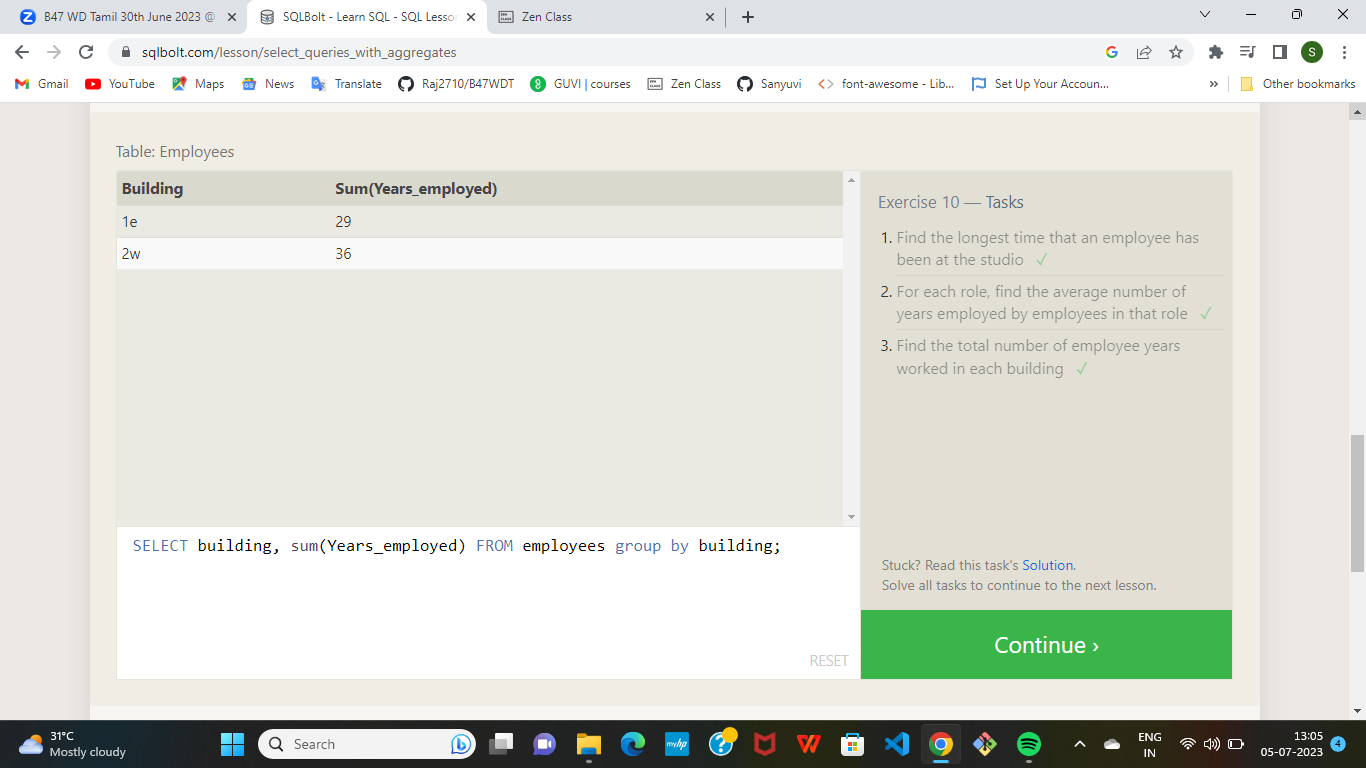 B47 WD Tamil 30th June 2023 @
SQLBolt - Learn SQL - SQL Lesson
Zen Class
sqlbolt.com/lesson/select_queries_with_aggregates
S
Gmail
YouTube
Maps
News
Translate
Raj2710/B47WDT
GUVI | courses
Zen Class
Sanyuvi
font-awesome - Lib...
Set Up Your Accoun...
»
Other bookmarks
Table: Employees
Building Sum(Years_employed)
1e 29
2w 36
Exercise 10 — Tasks
1. Find the longest time that an employee has
been at the studio ✓
2. For each role, find the average number of
years employed by employees in that role ✓
3. Find the total number of employee years
worked in each building ✓
SELECT building, sum(Years_employed) FROM employees group by building;
RESET
Stuck? Read this task's Solution.
Solve all tasks to continue to the next lesson.
Continue ›
31°C
Mostly cloudy
Search
ENG
IN
13:05
05-07-2023
4